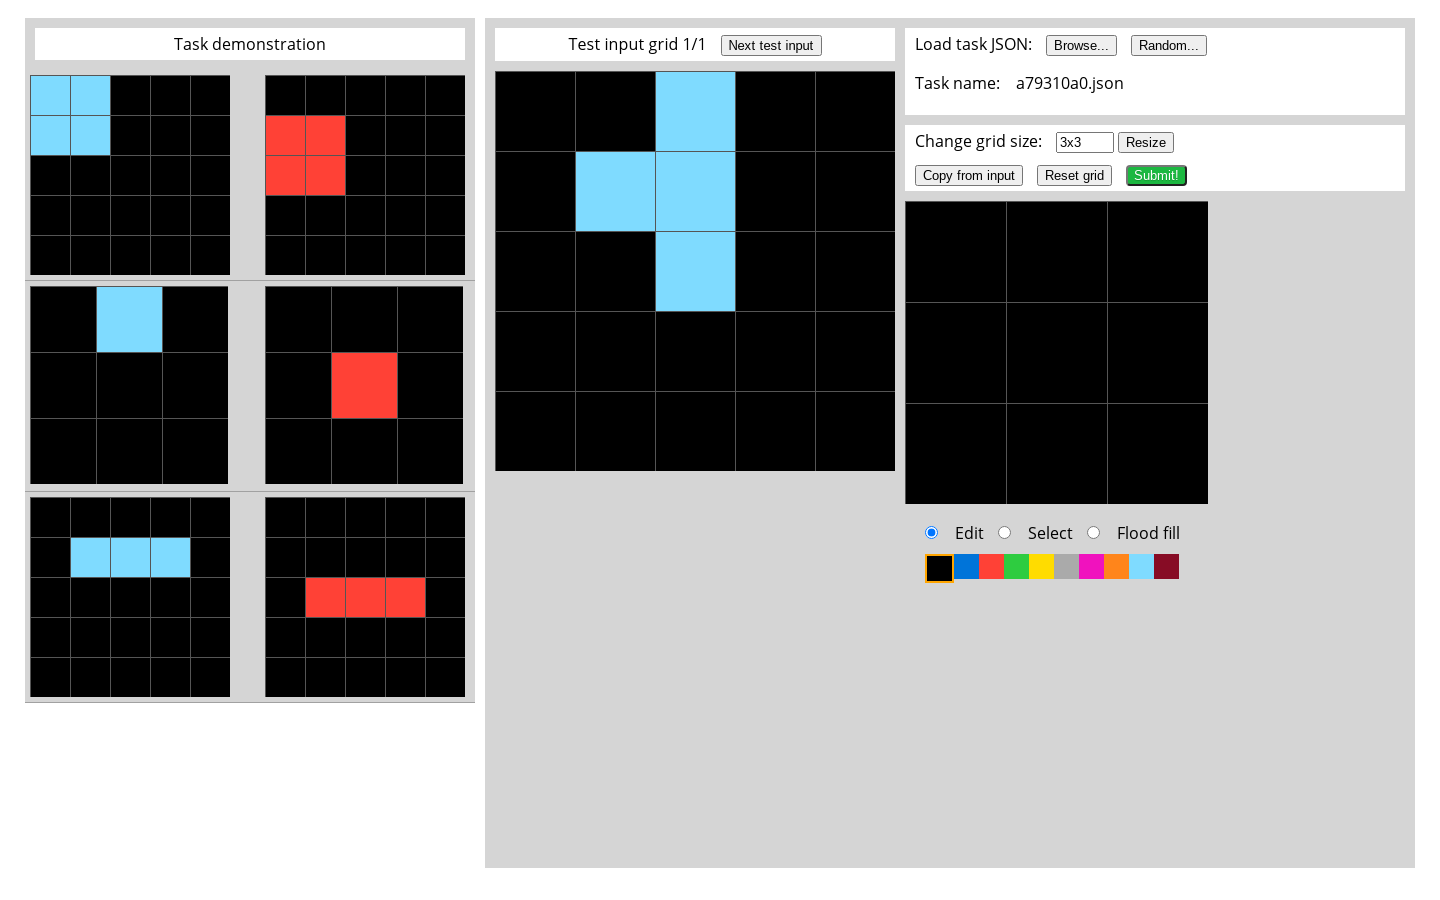 Task demonstration
Test input grid 1/1 Next test input
Load task JSON: Browse... Random...
Task name: a79310a0.json
Change grid size: 3x3 Resize
Copy from input Reset grid Submit!
Edit Select Flood fill